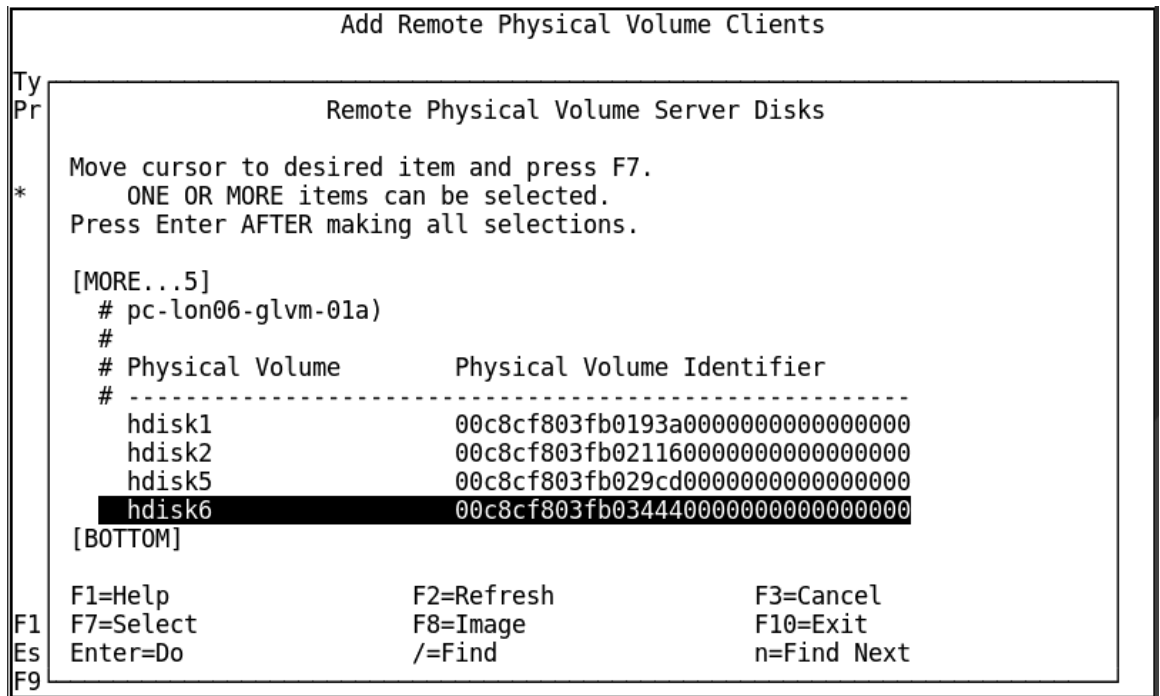 Add Remote Physical Volume Clients
Ty
Pr Remote Physical Volume Server Disks
Move cursor to desired item and press F7.
* ONE OR MORE items can be selected.
Press Enter AFTER making all selections.
[MORE...5]
# pc-lon06-glvm-01a)
#
# Physical Volume Physical Volume Identifier
# -------------------------------------------------------
hdisk1 00c8cf803fb0193a0000000000000000
hdisk2 00c8cf803fb021160000000000000000
hdisk5 00c8cf803fb029cd0000000000000000
hdisk6 00c8cf803fb034440000000000000000
[BOTTOM]
F1=Help F2=Refresh F3=Cancel
F1 F7=Select F8=Image F10=Exit
Es Enter=Do /=Find n=Find Next
F9